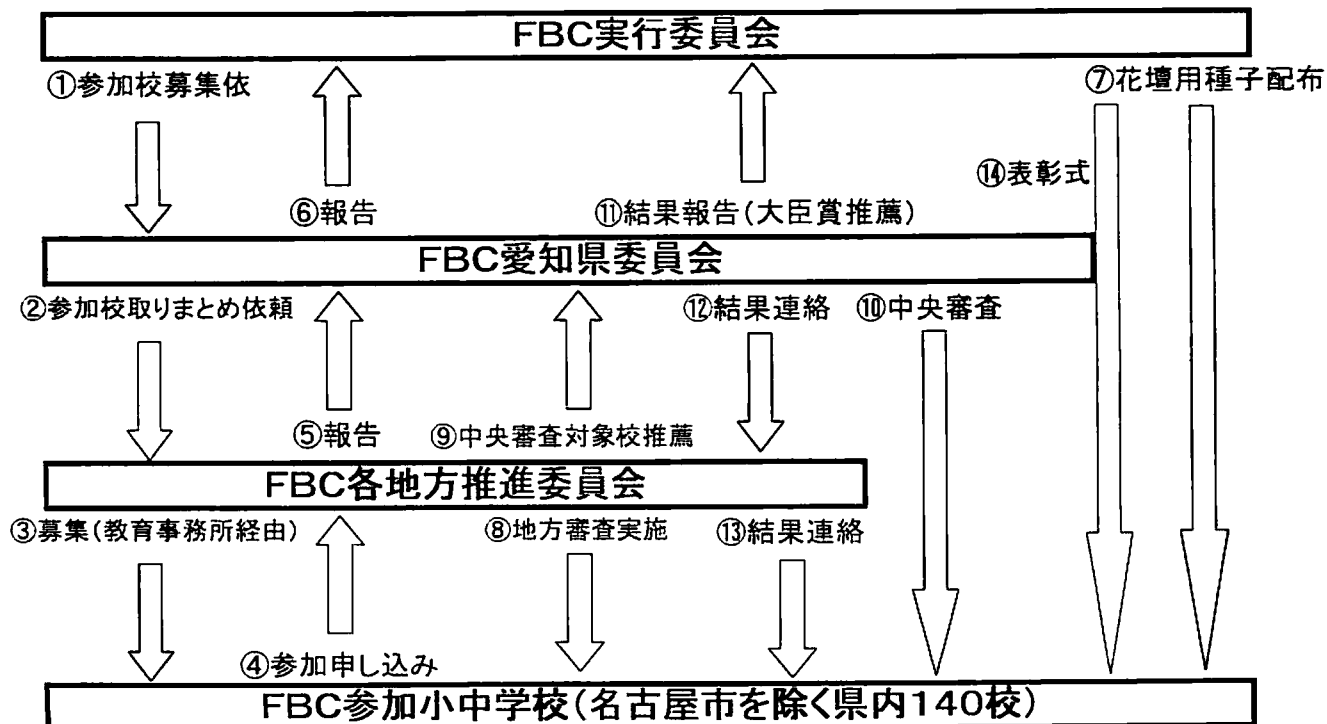 FBC実行委員会
①参加校募集依
⑦花壇用種子配布
⑭表彰式
⑥報告
⑪結果報告(大臣賞推薦)
FBC愛知県委員会
②参加校取りまとめ依頼
⑫結果連絡
⑩中央審査
⑤報告
⑨中央審査対象校推薦
FBC各地方推進委員会
③募集(教育事務所経由)
⑧地方審査実施
⑬結果連絡
④参加申し込み
FBC参加小中学校(名古屋市を除く県内140校)